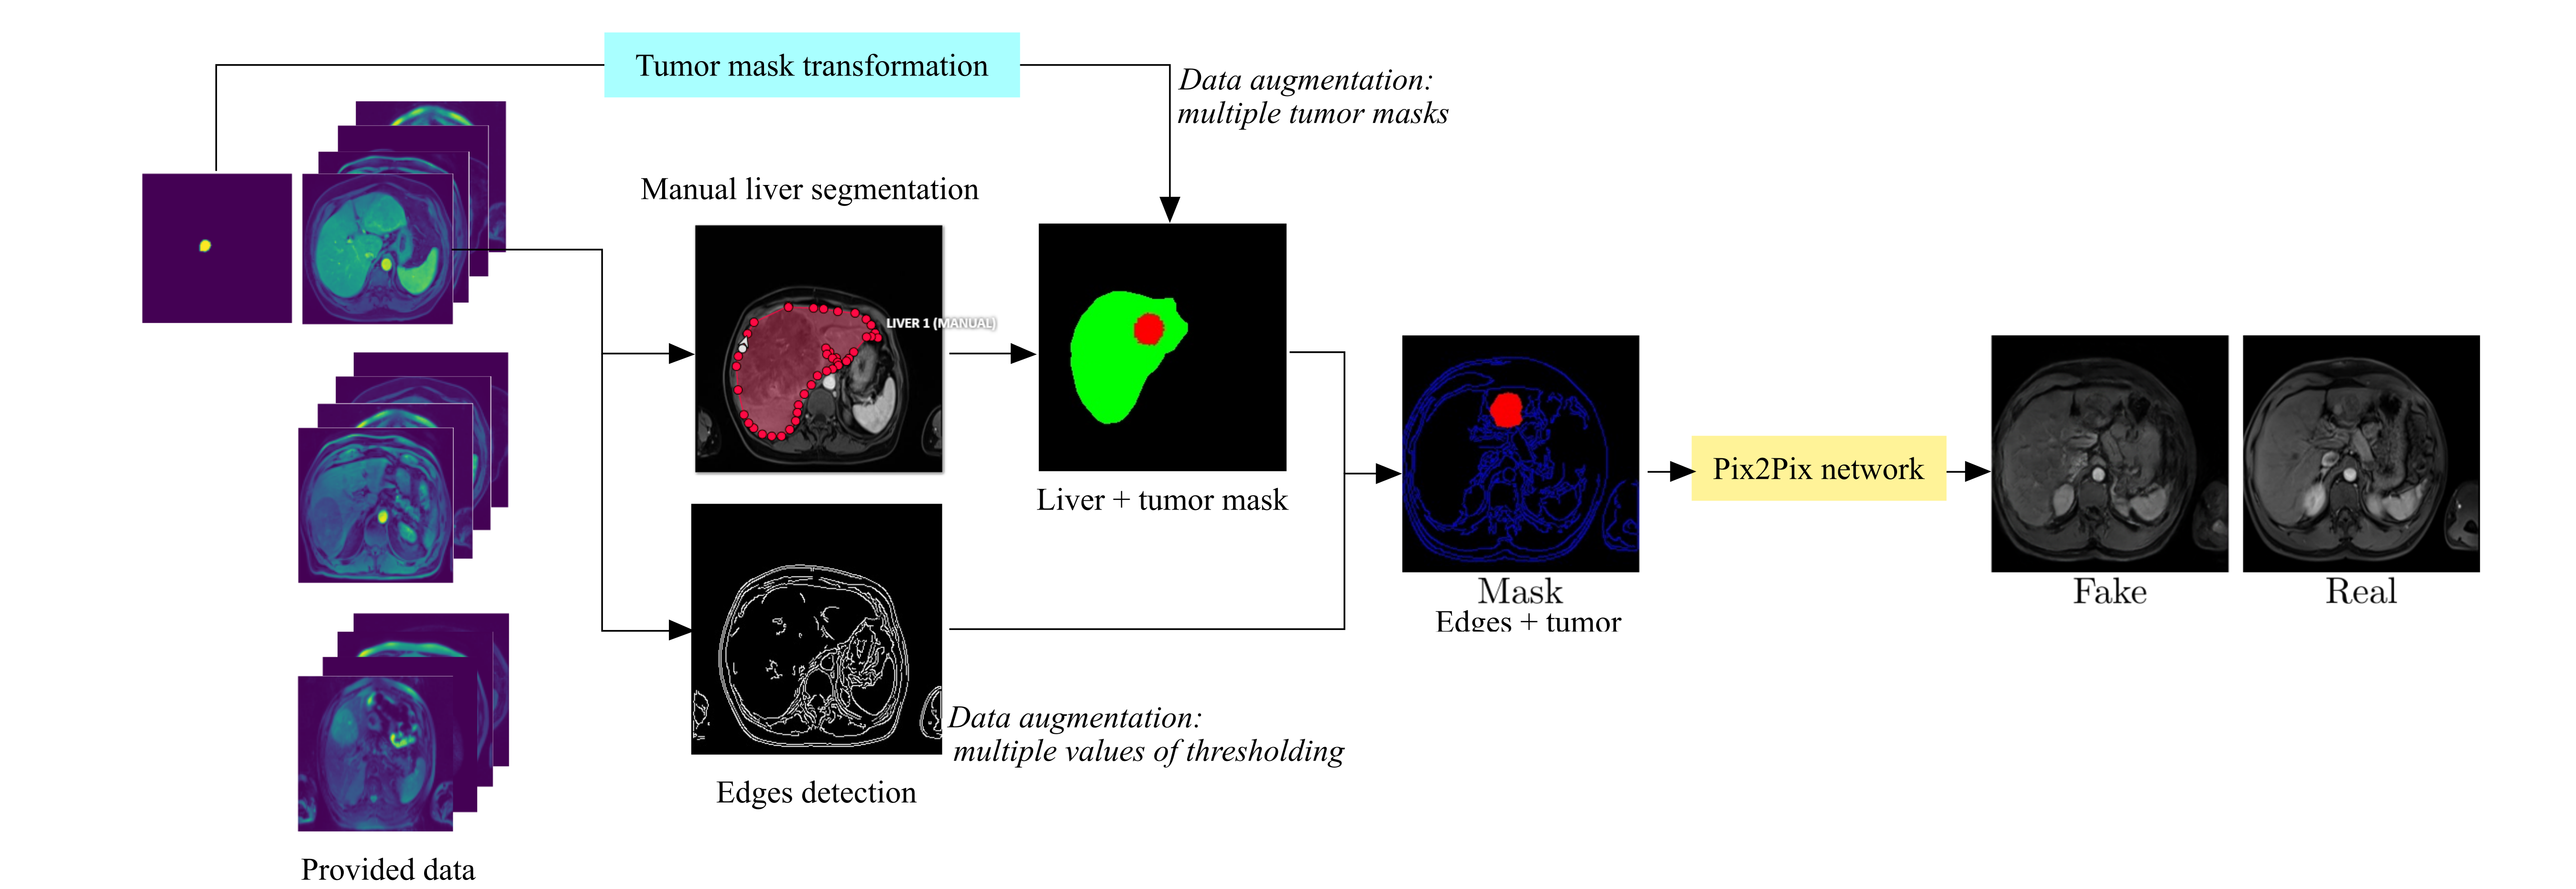 Tumor mask transformation
Data augmentation:
multiple tumor masks
Manual liver segmentation
LIVER 1 (MANUAL)
Liver + tumor mask
Pix2Pix network
Mask
Edges + tumor
Fake
Real
Data augmentation:
multiple values of thresholding
Edges detection
Provided data